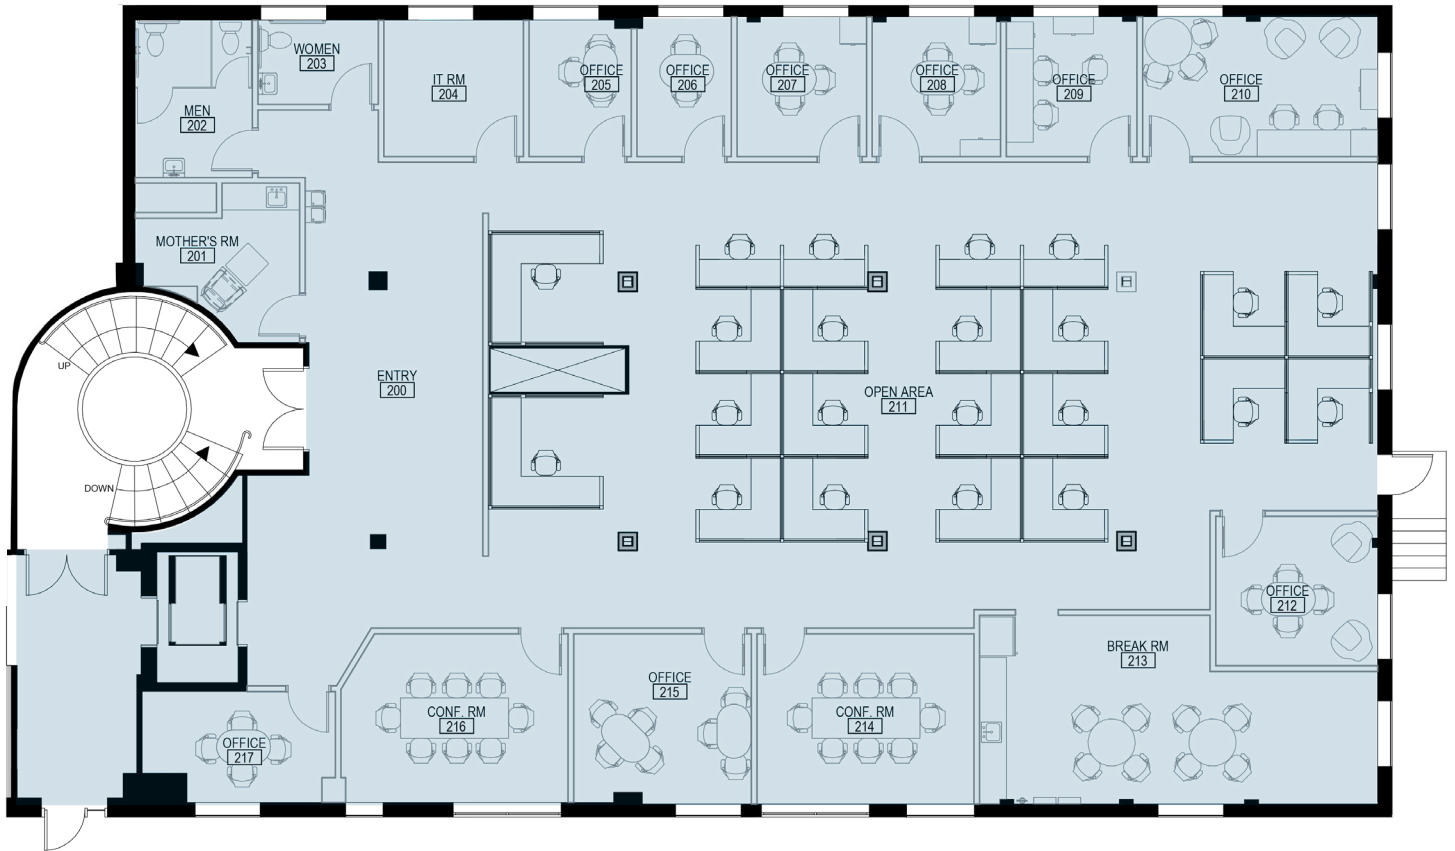 WOMEN
203
IT RM
204
OFFICE
205
OFFICE
206
OFFICE
207
OFFICE
208
OFFICE
209
OFFICE
210
MEN
202
MOTHER'S RM
201
UP
ENTRY
200
OPEN AREA
211
DOWN
OFFICE
212
BREAK RM
213
OFFICE
215
CONF. RM
216
CONF. RM
214
OFFICE
217